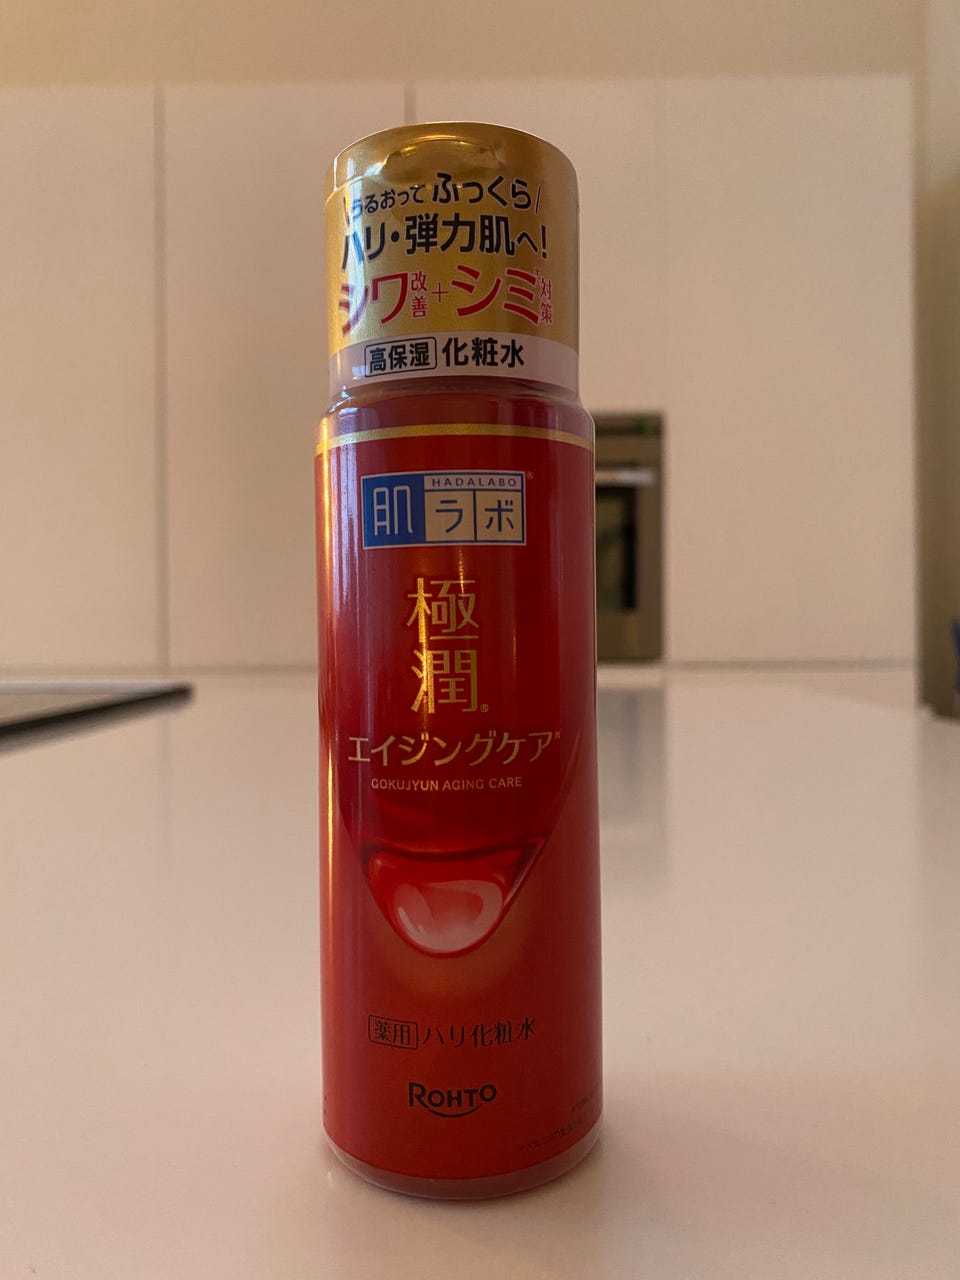 \うるおってふっくら/
ハリ・弾力肌へ!
シワ改善+シミ*対策
高保湿 化粧水
HADALABO®
肌ラボ
極
潤®
エイジングケア
GOKUJYUN AGING CARE
薬用 ハリ化粧水
ROHTO